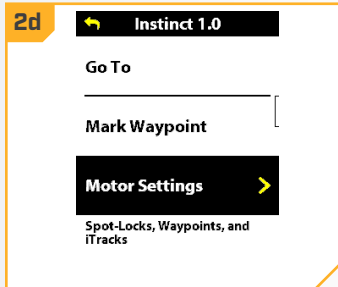 2d
Instinct 1.0
Go To
Mark Waypoint
Motor Settings
Spot-Locks, Waypoints, and
iTracks